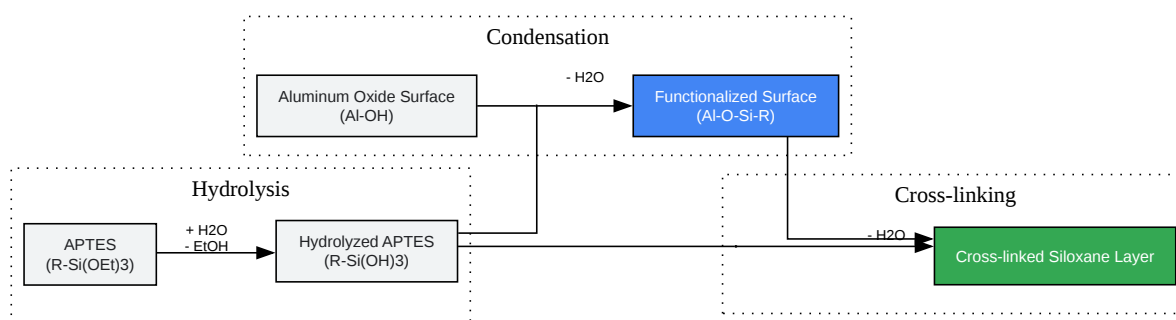 Condensation
Aluminum Oxide Surface
(Al-OH)
- H2O
Functionalized Surface
(Al-O-Si-R)
Hydrolysis
APTES
(R-Si(OEt)3)
+ H2O
- EtOH
Hydrolyzed APTES
(R-Si(OH)3)
Cross-linking
- H2O
Cross-linked Siloxane Layer